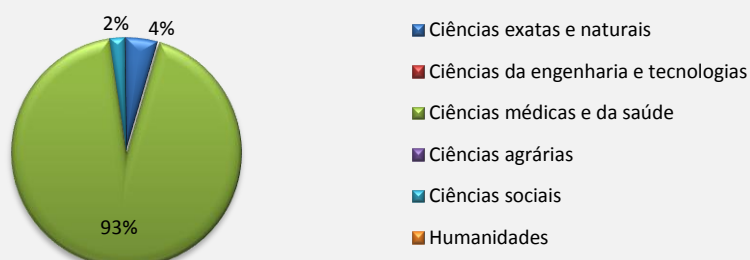 2%
4%
93%
Ciências exatas e naturais
Ciências da engenharia e tecnologias
Ciências médicas e da saúde
Ciências agrárias
Ciências sociais
Humanidades